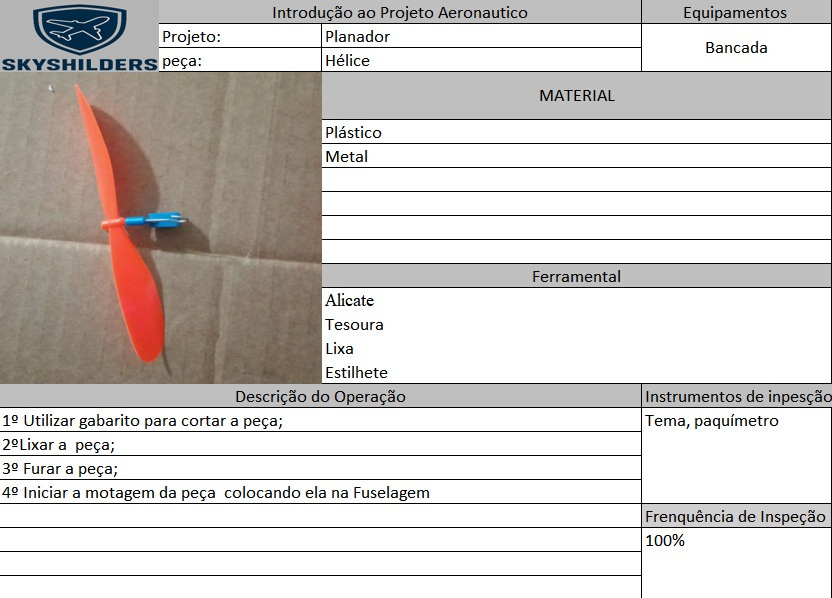 SKYSHILDERS
Introdução ao Projeto Aeronautico
Equipamentos
Projeto:
Planador
Bancada
peça:
Hélice
MATERIAL
Plástico
Metal
Ferramental
Alicate
Tesoura
Lixa
Estilhete
Descrição do Operação
Instrumentos de inpesção
1º Utilizar gabarito para cortar a peça;
Tema, paquímetro
2ºLixar a peça;
3º Furar a peça;
4º Iniciar a motagem da peça colocando ela na Fuselagem
Frenquência de Inspeção
100%